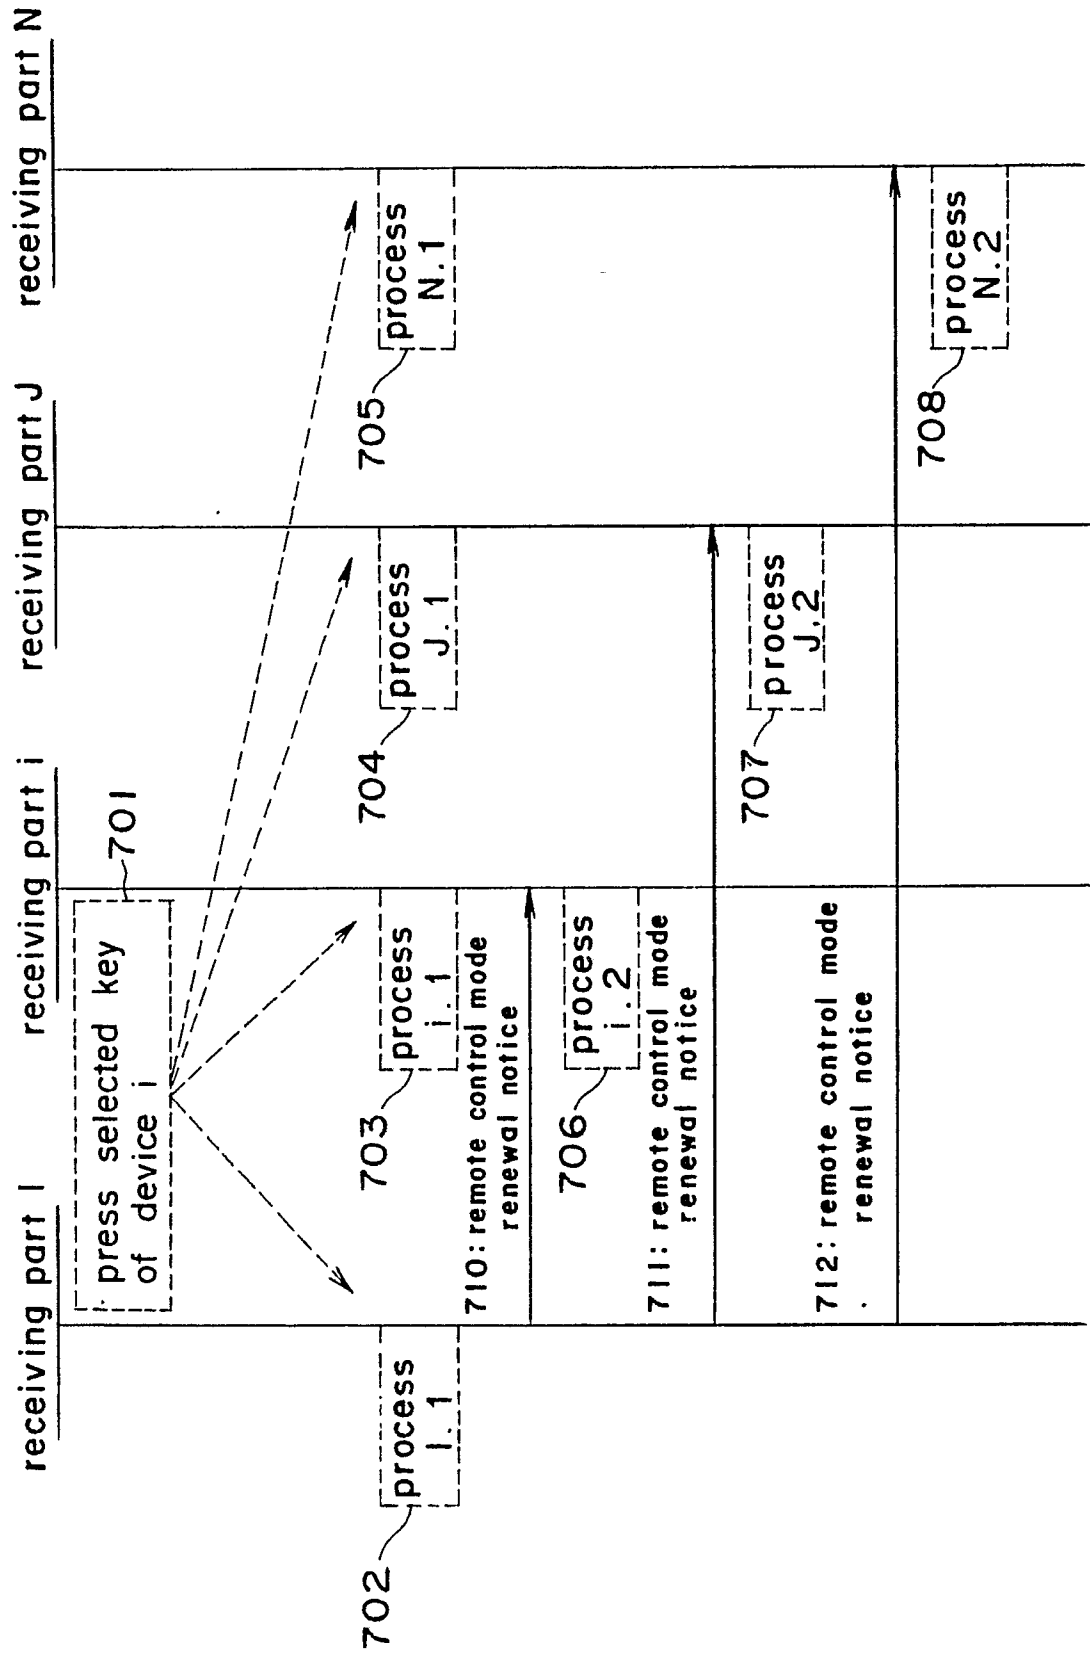 receiving part I
receiving part i
receiving part J
receiving part N
press selected key
of device i
701
702
process
I.1
703
process
i.1
704
process
J.1
705
process
N.1
710: remote control mode
renewal notice
706
process
i.2
711: remote control mode
renewal notice
707
process
J.2
712: remote control mode
renewal notice
708
process
N.2